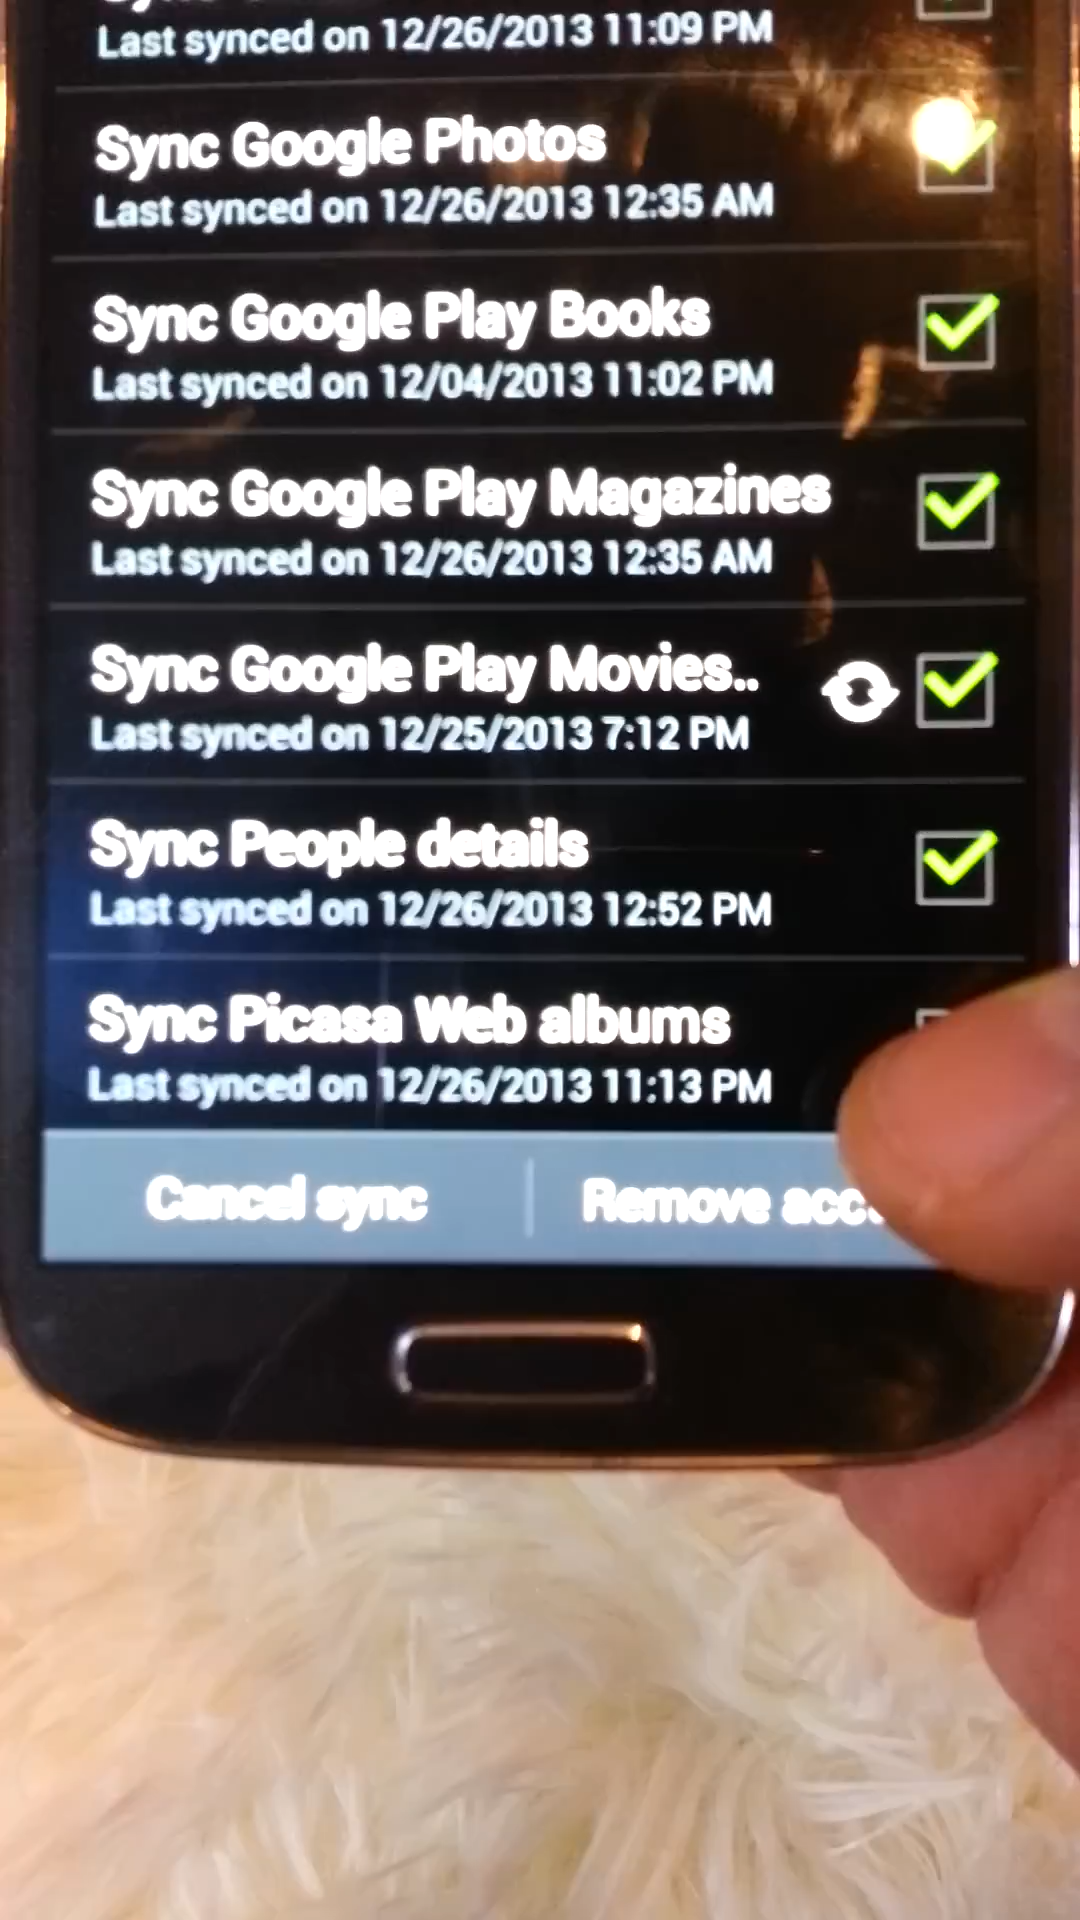 Last synced on 12/26/2013 11:09 PM
Sync Google Photos
Last synced on 12/26/2013 12:35 AM
Sync Google Play Books
Last synced on 12/04/2013 11:02 PM
Sync Google Play Magazines
Last synced on 12/26/2013 12:35 AM
Sync Google Play Movies..
Last synced on 12/25/2013 7:12 PM
Sync People details
Last synced on 12/26/2013 12:52 PM
Sync Picasa Web albums
Last synced on 12/26/2013 11:13 PM
Cancel sync
Remove